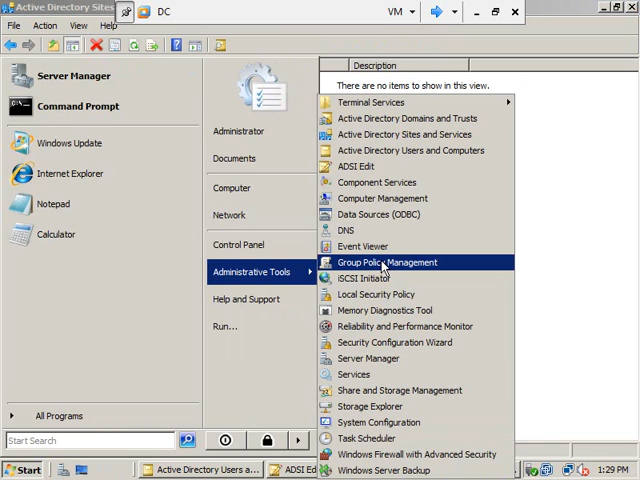 Active Directory Sites
DC
VM
File
Action
View
Help
Description
There are no items to show in this view.
Server Manager
Command Prompt
Windows Update
Internet Explorer
Notepad
Calculator
All Programs
Start Search
Administrator
Documents
Computer
Network
Control Panel
Administrative Tools
Help and Support
Run...
Terminal Services
Active Directory Domains and Trusts
Active Directory Sites and Services
Active Directory Users and Computers
ADSI Edit
Component Services
Computer Management
Data Sources (ODBC)
DNS
Event Viewer
Group Policy Management
iSCSI Initiator
Local Security Policy
Memory Diagnostics Tool
Reliability and Performance Monitor
Security Configuration Wizard
Server Manager
Services
Share and Storage Management
Storage Explorer
System Configuration
Task Scheduler
Windows Firewall with Advanced Security
Windows Server Backup
Start
Active Directory Users a...
ADSI Edi
1:29 PM